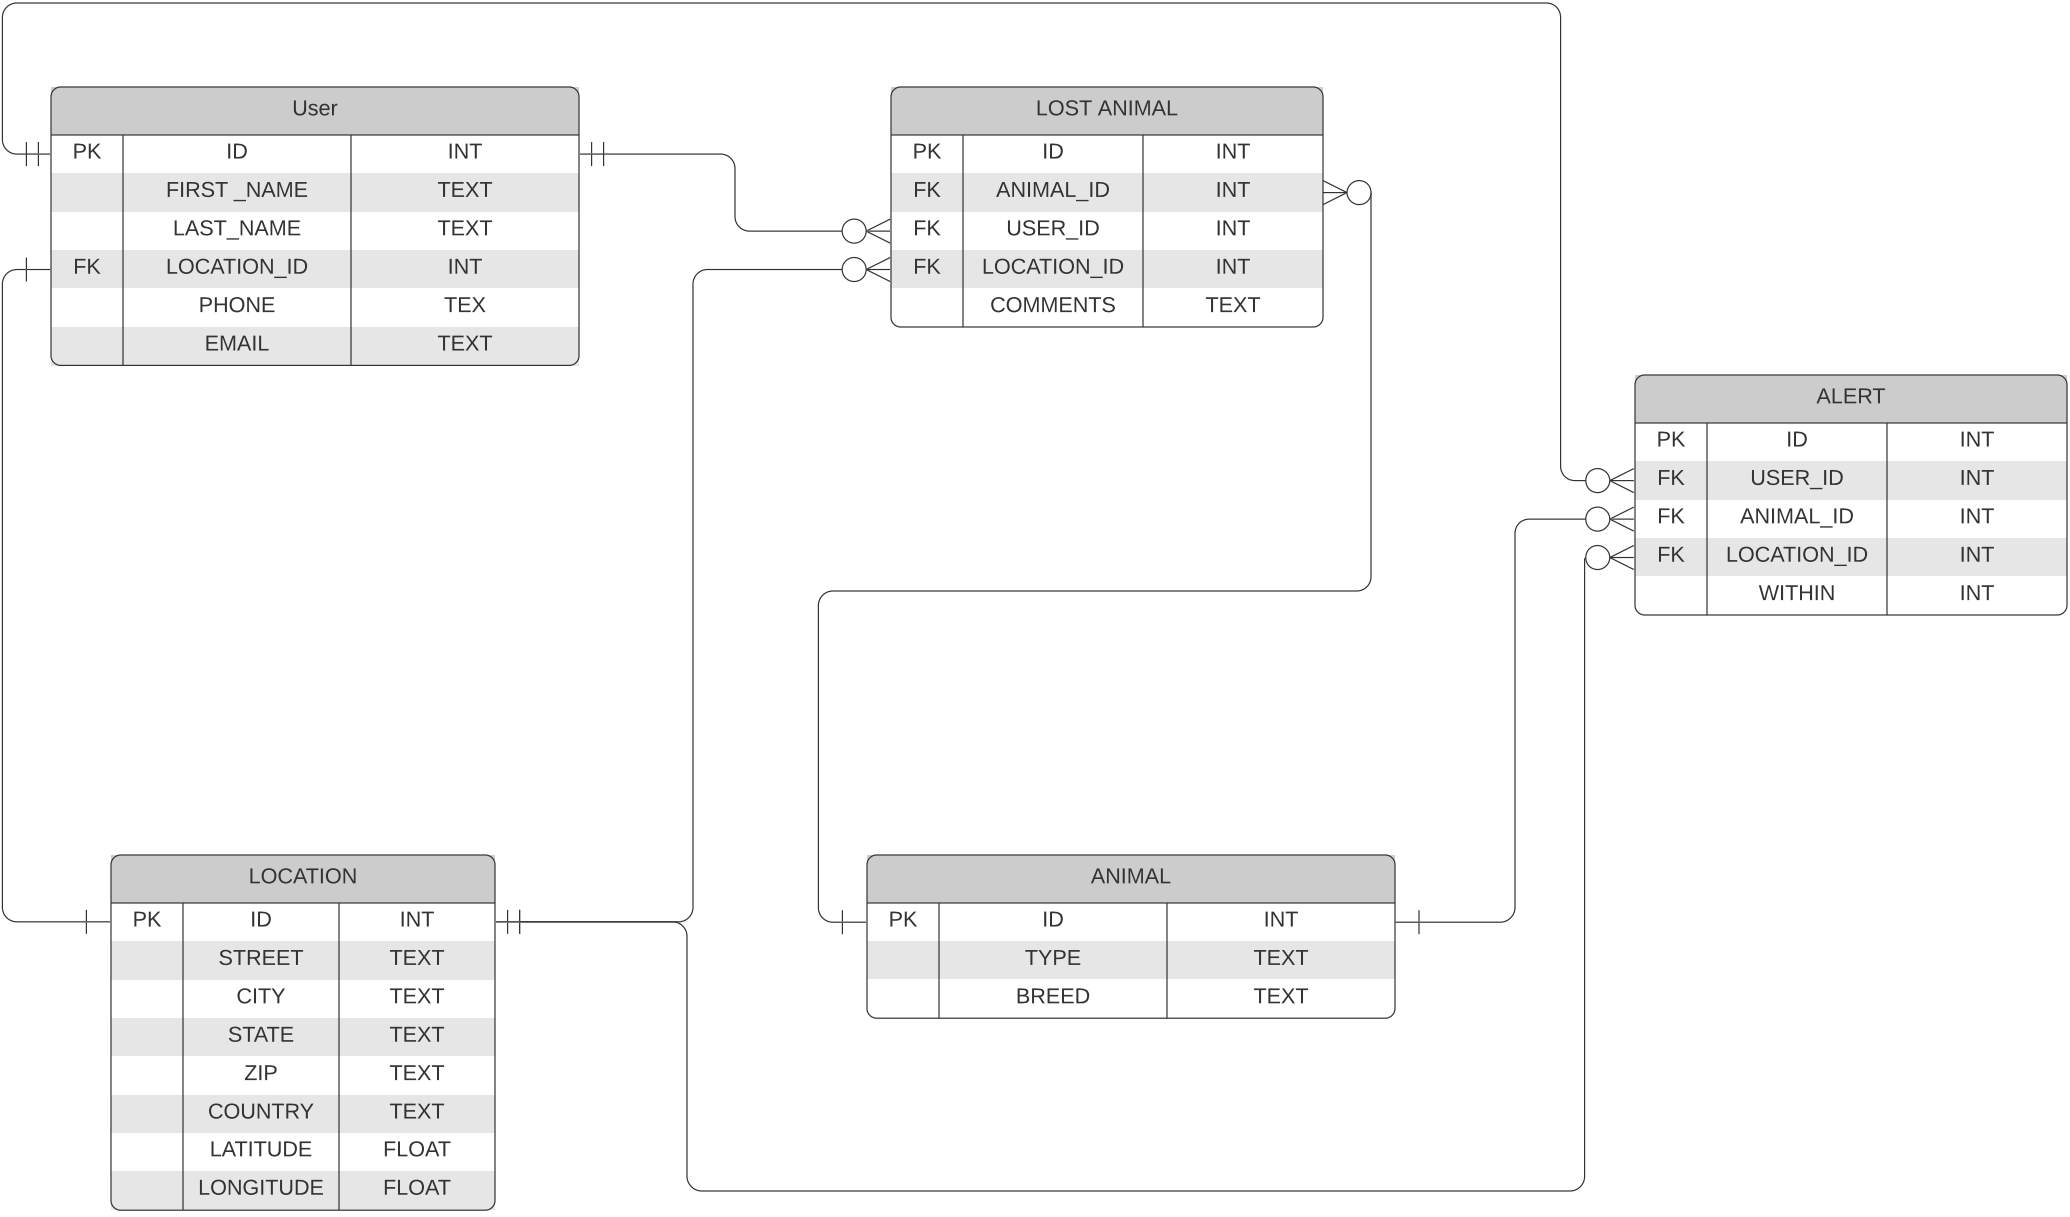 User
PK ID INT
FIRST _NAME TEXT
LAST_NAME TEXT
FK LOCATION_ID INT
PHONE TEX
EMAIL TEXT
LOST ANIMAL
PK ID INT
FK ANIMAL_ID INT
FK USER_ID INT
FK LOCATION_ID INT
COMMENTS TEXT
ALERT
PK ID INT
FK USER_ID INT
FK ANIMAL_ID INT
FK LOCATION_ID INT
WITHIN INT
LOCATION
PK ID INT
STREET TEXT
CITY TEXT
STATE TEXT
ZIP TEXT
COUNTRY TEXT
LATITUDE FLOAT
LONGITUDE FLOAT
ANIMAL
PK ID INT
TYPE TEXT
BREED TEXT